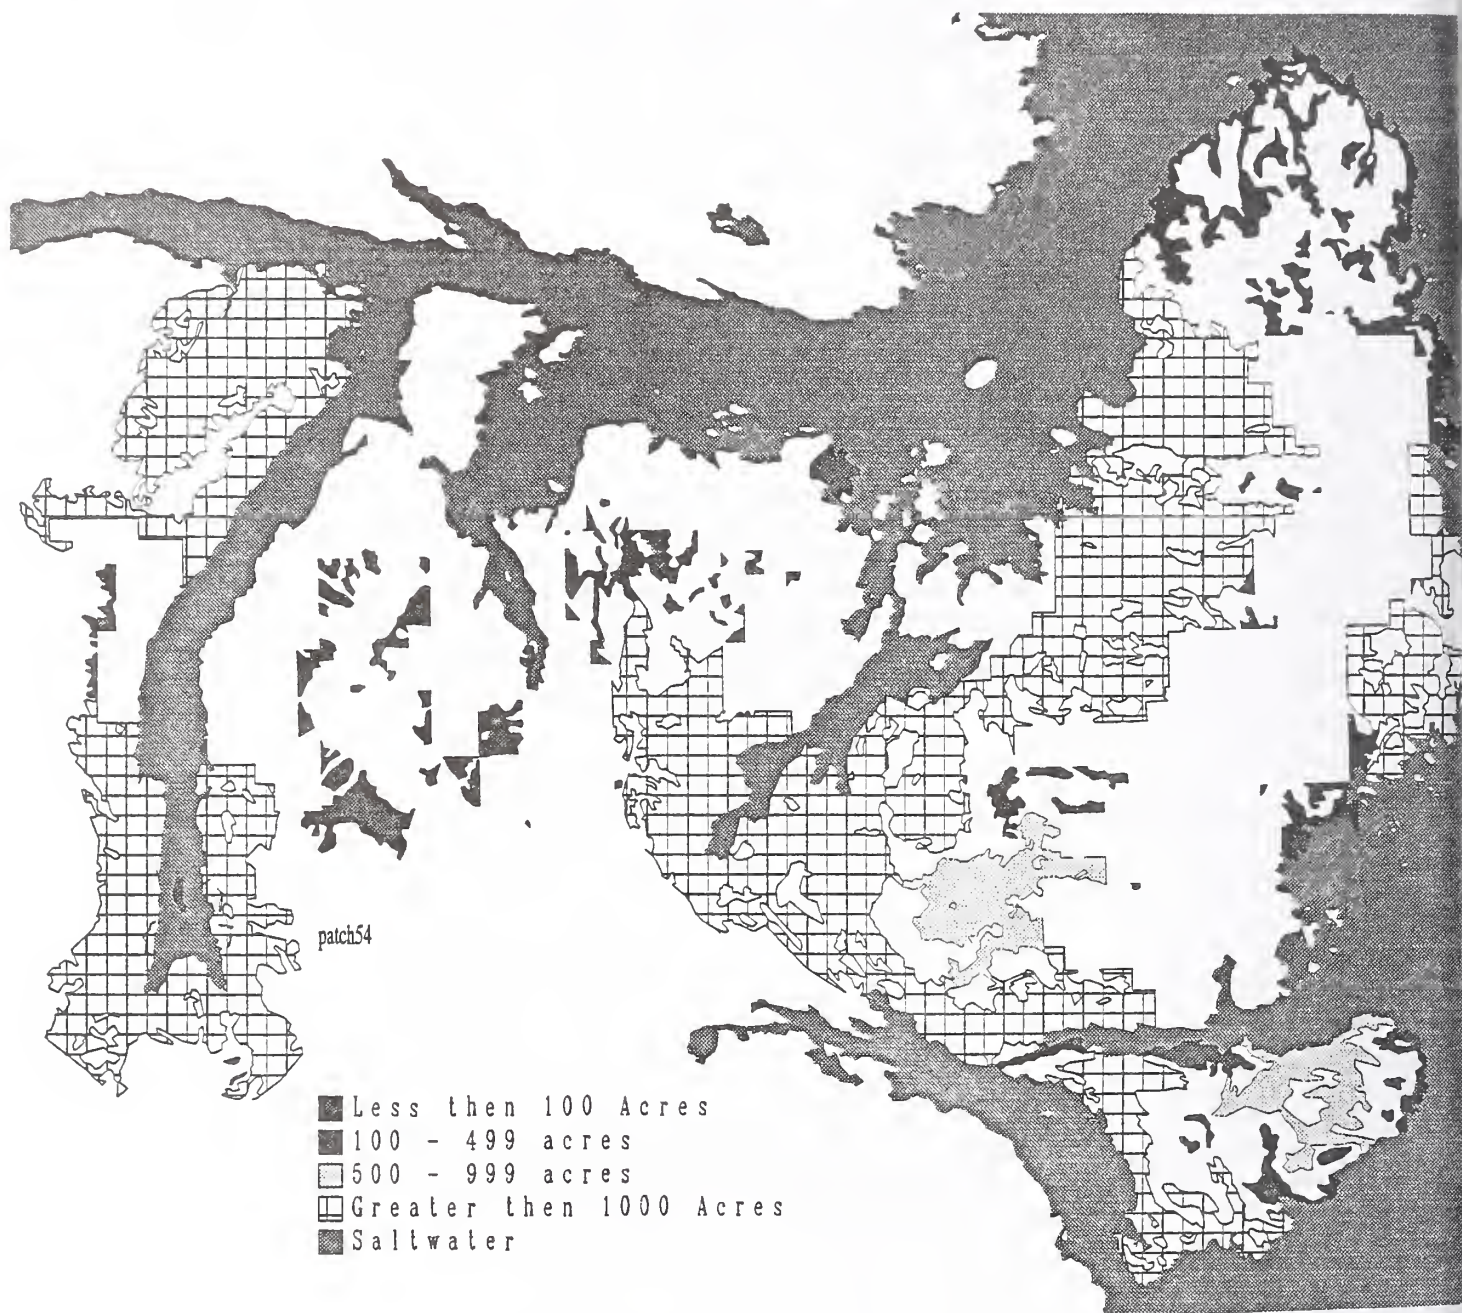 patch54
Less then 100 Acres
100 - 499 acres
500 - 999 acres
Greater then 1000 Acres
Saltwater